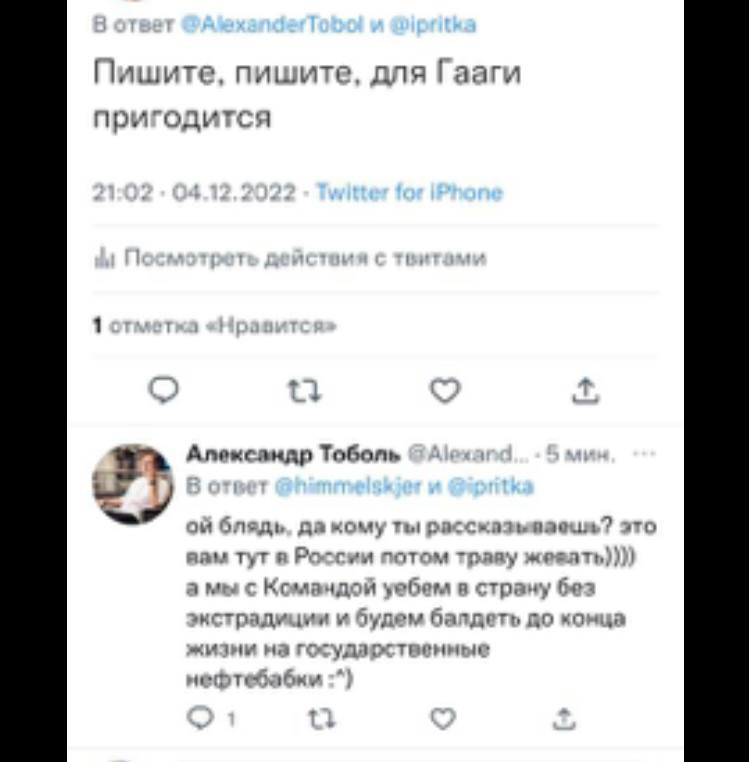 В ответ @AlexanderTobol и @ipritka
Пишите, пишите, для Гааги
пригодится
21:02 · 04.12.2022 · Twitter for iPhone
Посмотреть действия с твитами
1 отметка «Нравится»
Александр Тоболь @Alexand... · 5 мин. ···
В ответ @himmelskjer и @ipritka
ой блядь, да кому ты рассказываешь? это
вам тут в России потом траву жевать))))
а мы с Командой уебем в страну без
экстрадиции и будем балдеть до конца
жизни на государственные
нефтебабки :^)
1